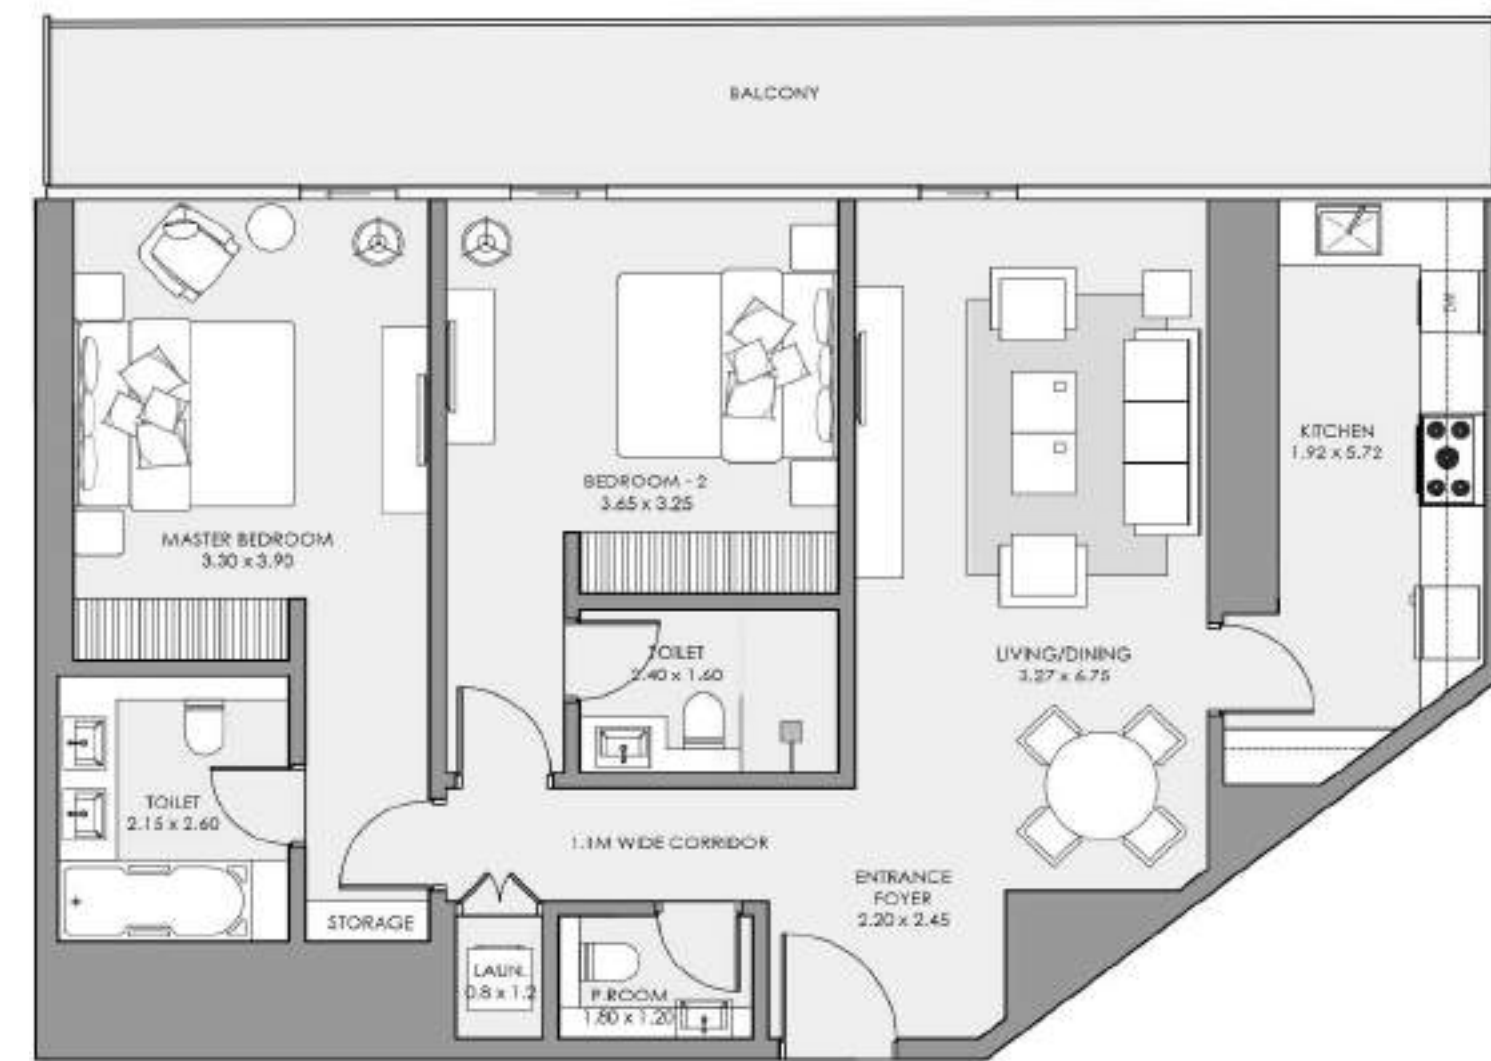 BALCONY
KITCHEN
1.92 x 5.72
DW
BEDROOM - 2
3.65 x 3.25
MASTER BEDROOM
3.30 x 3.90
TOILET
2.40 x 1.60
LIVING/DINING
3.27 x 6.75
TOILET
2.15 x 2.60
1.1M WIDE CORRIDOR
ENTRANCE
FOYER
2.20 x 2.45
STORAGE
LAUN.
0.8 x 1.2
P.ROOM
1.80 x 1.20